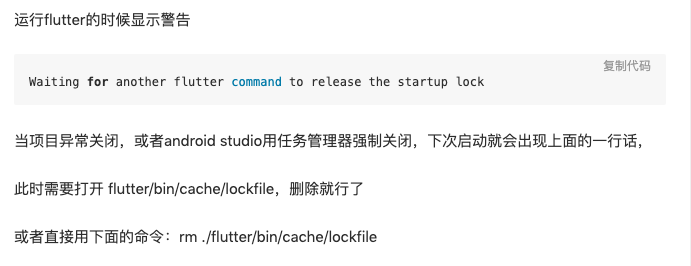 运行flutter的时候显示警告
复制代码
Waiting for another flutter command to release the startup lock
当项目异常关闭，或者android studio用任务管理器强制关闭，下次启动就会出现上面的一行话，
此时需要打开 flutter/bin/cache/lockfile，删除就行了
或者直接用下面的命令：rm ./flutter/bin/cache/lockfile